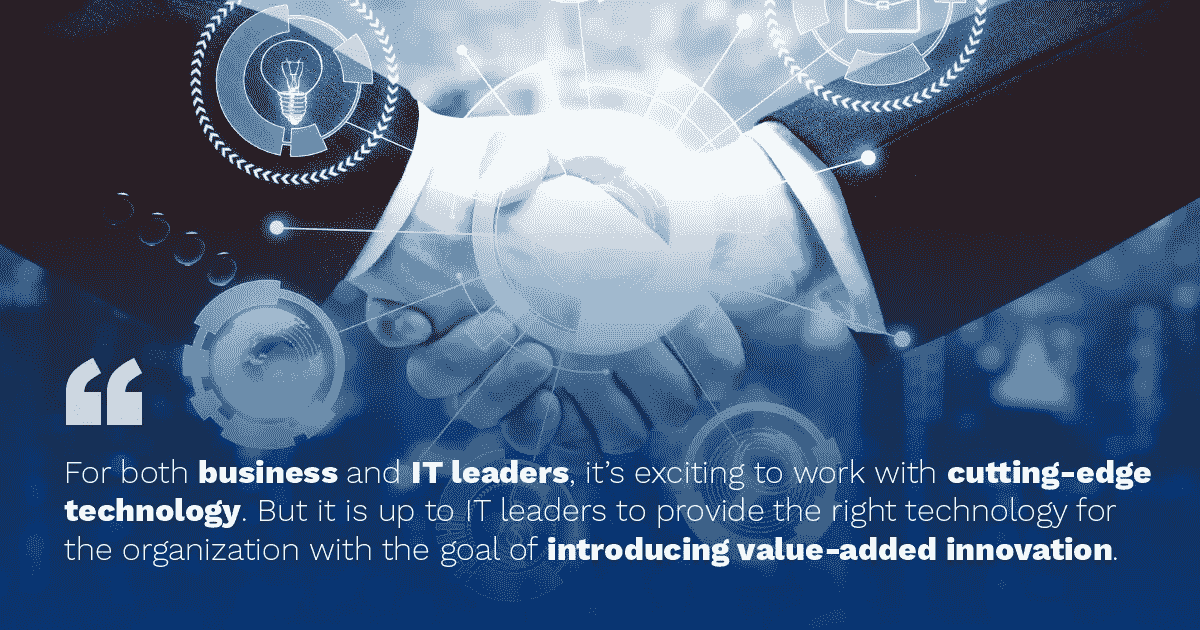 “
For both business and IT leaders, it’s exciting to work with cutting-edge
technology. But it is up to IT leaders to provide the right technology for
the organization with the goal of introducing value-added innovation.